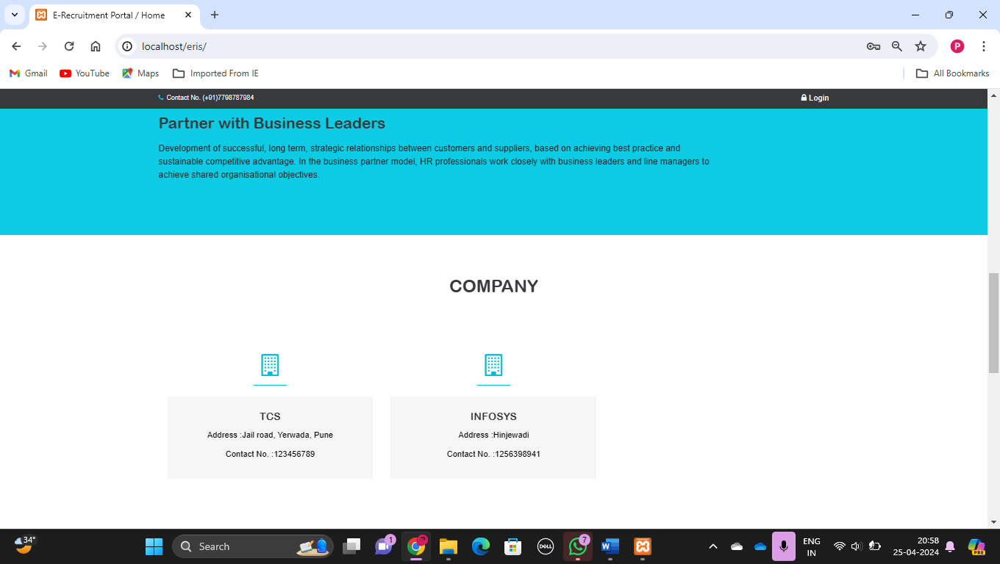 E-Recruitment Portal / Home
localhost/eris/
P
Gmail
YouTube
Maps
Imported From IE
All Bookmarks
Contact No. (+91)7798787984
Login
Partner with Business Leaders
Development of successful, long term, strategic relationships between customers and suppliers, based on achieving best practice and
sustainable competitive advantage. In the business partner model, HR professionals work closely with business leaders and line managers to
achieve shared organisational objectives.
COMPANY
TCS
Address :Jail road, Yerwada, Pune
Contact No. :123456789
INFOSYS
Address :Hinjewadi
Contact No. :1256398941
34°
Search
1
P
DELL
7
W
ENG
IN
20:58
25-04-2024
PRE